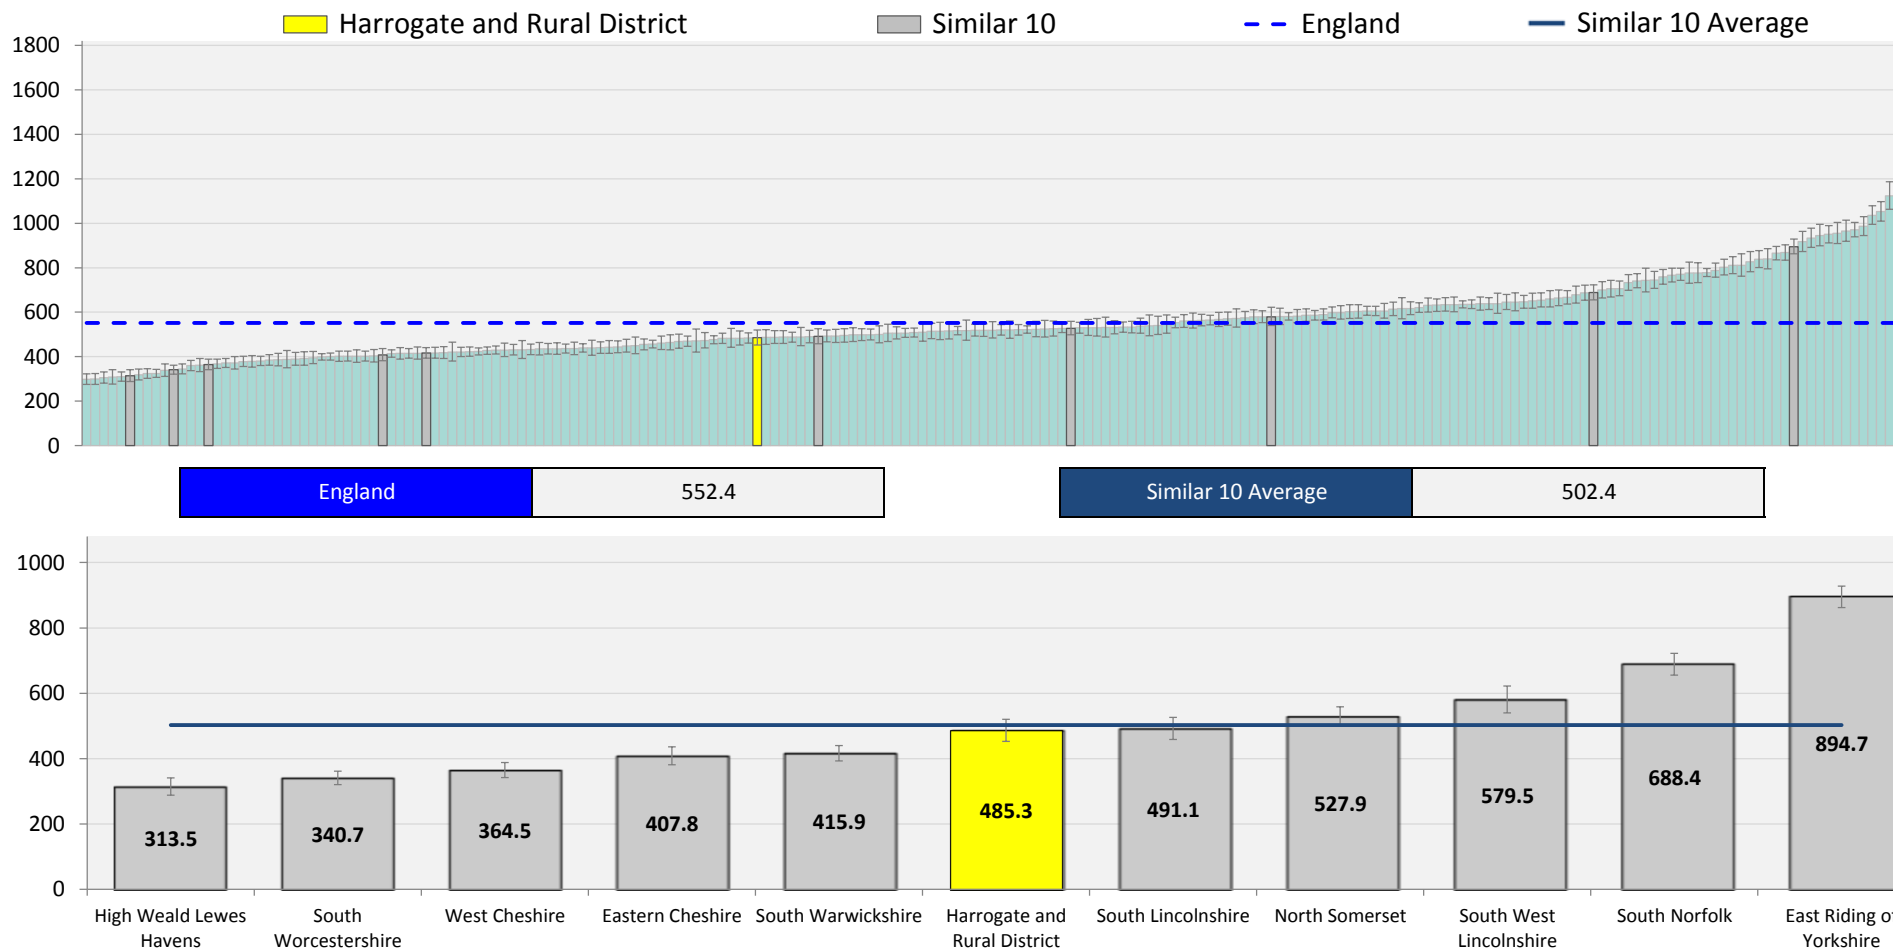 Harrogate and Rural District Similar 10 England Similar 10 Average
1800
1600
1400
1200
1000
800
600
400
200
0
England 552.4 Similar 10 Average 502.4
1000
800
600
400
200
0
313.5 340.7 364.5 407.8 415.9 485.3 491.1 527.9 579.5 688.4 894.7
High Weald Lewes Havens
South Worcestershire
West Cheshire
Eastern Cheshire
South Warwickshire
Harrogate and Rural District
South Lincolnshire
North Somerset
South West Lincolnshire
South Norfolk
East Riding of Yorkshire